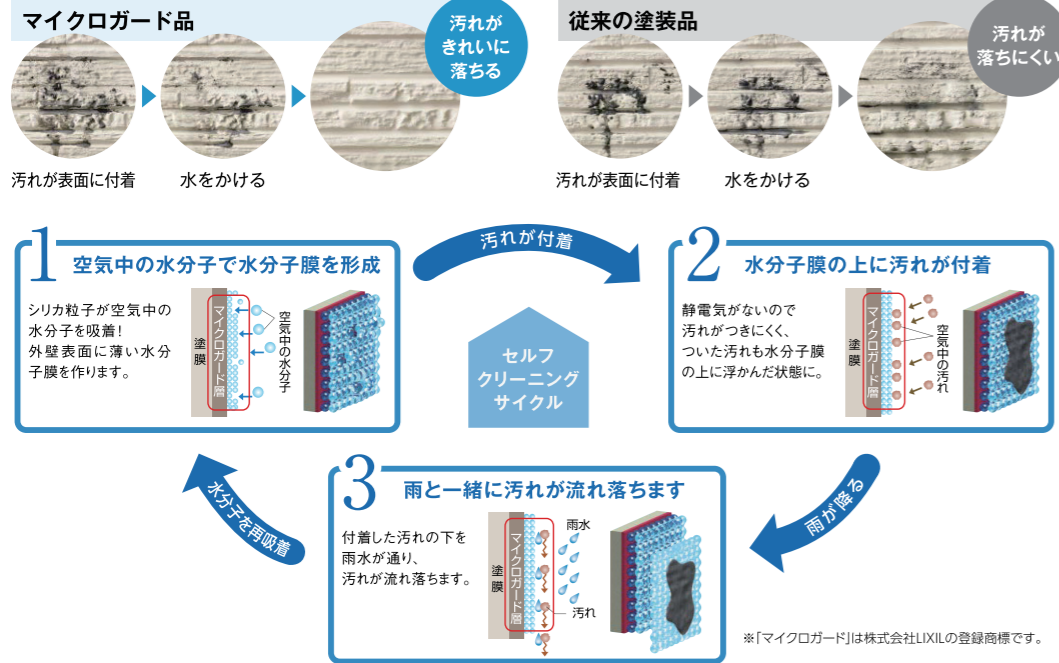 マイクロガード品
汚れが
きれいに
落ちる
汚れが表面に付着
水をかける
従来の塗装品
汚れが
落ちにくい
汚れが表面に付着
水をかける
1
空気中の水分子で水分子膜を形成
シリカ粒子が空気中の
水分子を吸着!
外壁表面に薄い水分
子膜を作ります。
塗膜
マイクロガード層
空気中の水分子
汚れが付着
2
水分子膜の上に汚れが付着
静電気がないので
汚れがつきにくく、
ついた汚れも水分子膜
の上に浮かんだ状態に。
塗膜
マイクロガード層
空気中の汚れ
セルフ
クリーニング
サイクル
雨が降る
3
雨と一緒に汚れが流れ落ちます
付着した汚れの下を
雨水が通り、
汚れが流れ落ちます。
塗膜
マイクロガード層
雨水
汚れ
水分子を再吸着
※「マイクロガード」は株式会社LIXILの登録商標です。